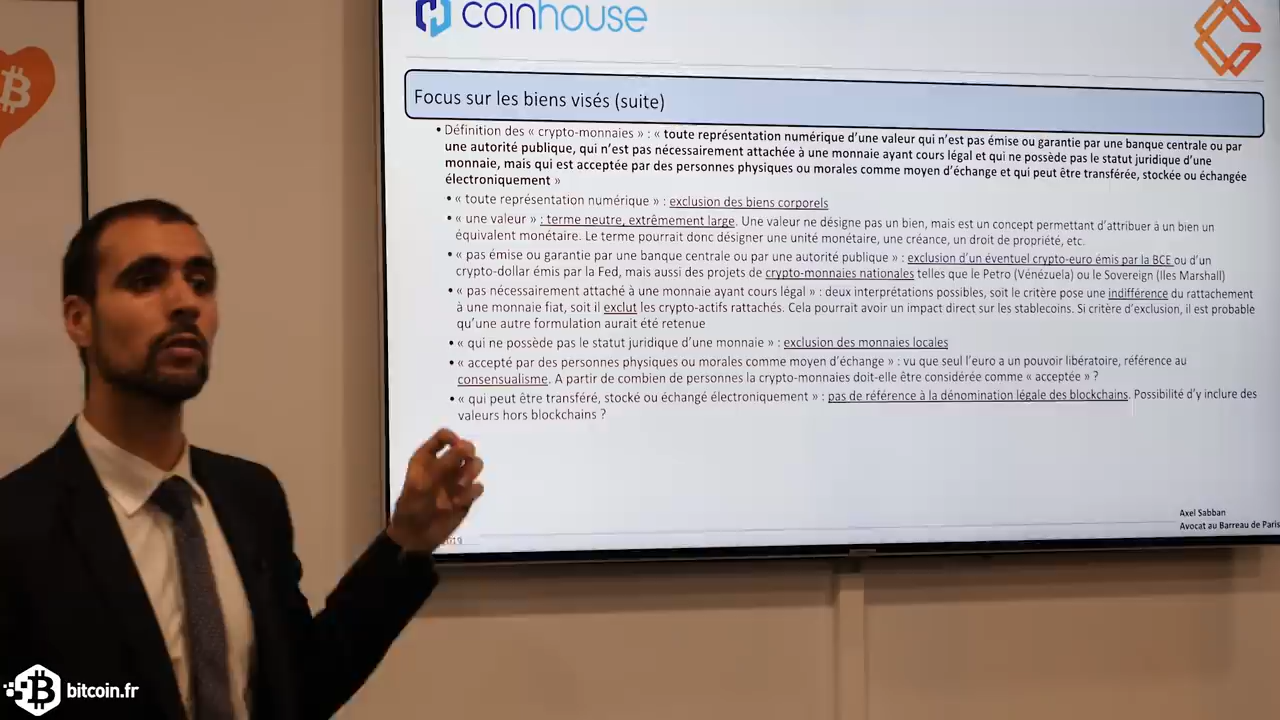 coinhouse
Focus sur les biens visés (suite)
• Définition des « crypto-monnaies » : « toute représentation numérique d'une valeur qui n'est pas émise ou garantie par une banque centrale ou par
une autorité publique, qui n'est pas nécessairement attachée à une monnaie ayant cours légal et qui ne possède pas le statut juridique d'une
monnaie, mais qui est acceptée par des personnes physiques ou morales comme moyen d'échange et qui peut être transférée, stockée ou échangée
électroniquement »
• « toute représentation numérique » : exclusion des biens corporels
• « une valeur » : terme neutre, extrêmement large. Une valeur ne désigne pas un bien, mais est un concept permettant d'attribuer à un bien un
équivalent monétaire. Le terme pourrait donc désigner une unité monétaire, une créance, un droit de propriété, etc.
• « pas émise ou garantie par une banque centrale ou par une autorité publique » : exclusion d'un éventuel crypto-euro émis par la BCE ou d'un
crypto-dollar émis par la Fed, mais aussi des projets de crypto-monnaies nationales telles que le Petro (Vénézuela) ou le Sovereign (Iles Marshall)
• « pas nécessairement attaché à une monnaie ayant cours légal » : deux interprétations possibles, soit le critère pose une indifférence du rattachement
à une monnaie fiat, soit il exclut les crypto-actifs rattachés. Cela pourrait avoir un impact direct sur les stablecoins. Si critère d'exclusion, il est probable
qu'une autre formulation aurait été retenue
• « qui ne possède pas le statut juridique d'une monnaie » : exclusion des monnaies locales
• « accepté par des personnes physiques ou morales comme moyen d'échange » : vu que seul l'euro a un pouvoir libératoire, référence au
consensualisme. A partir de combien de personnes la crypto-monnaies doit-elle être considérée comme « acceptée » ?
• « qui peut être transféré, stocké ou échangé électroniquement » : pas de référence à la dénomination légale des blockchains. Possibilité d'y inclure des
valeurs hors blockchains ?
Axel Sabban
Avocat au Barreau de Paris
bitcoin.fr